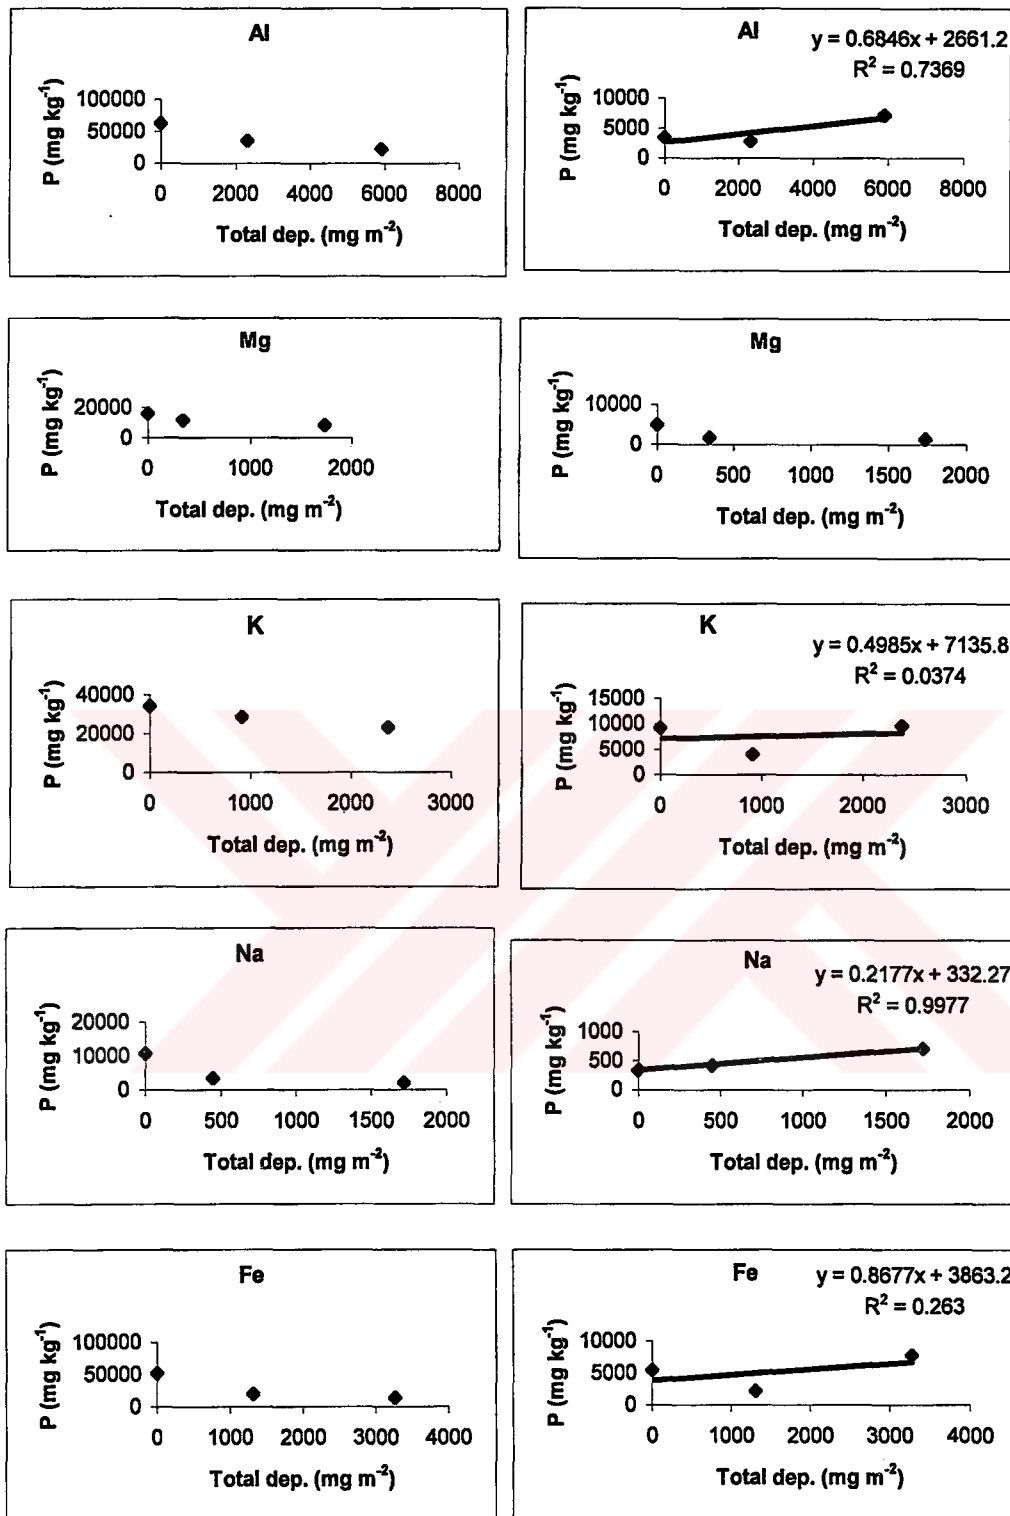 Al
P (mg kg-1)
100000
50000
0
0 2000 4000 6000 8000
Total dep. (mg m-2)
Al
y = 0.6846x + 2661.2
R2 = 0.7369
P (mg kg-1)
10000
5000
0
0 2000 4000 6000 8000
Total dep. (mg m-2)
Mg
P (mg kg-1)
20000
0
0 1000 2000
Total dep. (mg m-2)
Mg
P (mg kg-1)
10000
0
0 500 1000 1500 2000
Total dep. (mg m-2)
K
P (mg kg-1)
40000
20000
0
0 1000 2000 3000
Total dep. (mg m-2)
K
y = 0.4985x + 7135.8
R2 = 0.0374
P (mg kg-1)
15000
10000
5000
0
0 1000 2000 3000
Total dep. (mg m-2)
Na
P (mg kg-1)
20000
10000
0
0 500 1000 1500 2000
Total dep. (mg m-2)
Na
y = 0.2177x + 332.27
R2 = 0.9977
P (mg kg-1)
1000
500
0
0 500 1000 1500 2000
Total dep. (mg m-2)
Fe
P (mg kg-1)
100000
50000
0
0 1000 2000 3000 4000
Total dep. (mg m-2)
Fe
y = 0.8677x + 3863.2
R2 = 0.263
P (mg kg-1)
10000
5000
0
0 1000 2000 3000 4000
Total dep. (mg m-2)